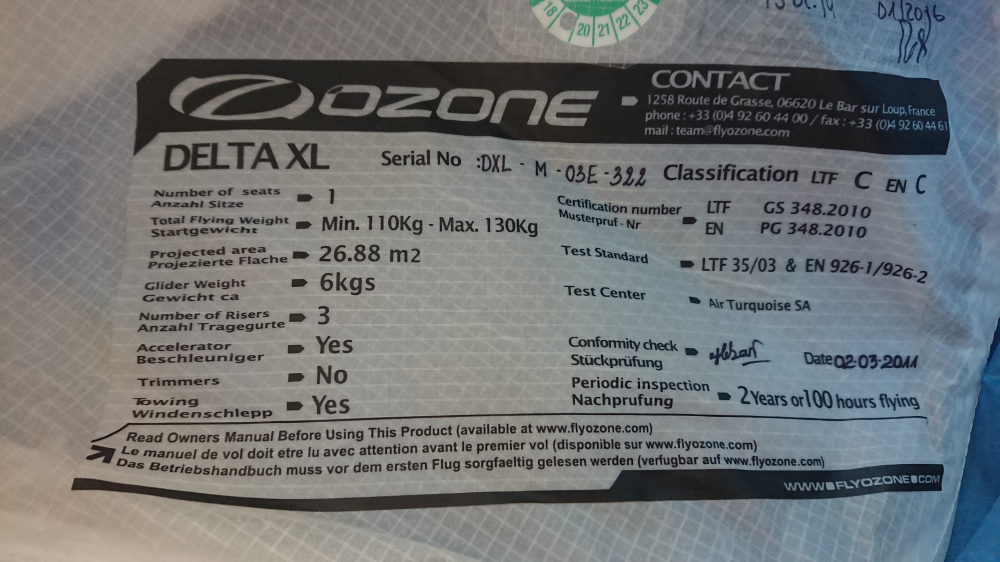 18 20 21 22 23
01/2016
OZONE
CONTACT
1258 Route de Grasse, 06620 Le Bar sur Loup, France
phone : +33 (0)4 92 60 44 00 / fax : +33 (0)4 92 60 44 61
mail : team@flyozone.com
DELTA XL
Serial No :DXL - M - 03E - 322
Classification LTF C EN C
Number of seats
Anzahl Sitze
1
Total Flying Weight
Startgewicht
Min. 110Kg - Max. 130Kg
Projected area
Projezierte Flache
26.88 m2
Glider Weight
Gewicht ca
6kgs
Number of Risers
Anzahl Tragegurte
3
Accelerator
Beschleuniger
Yes
Trimmers
No
Towing
Windenschlepp
Yes
Certification number
Musterpruf - Nr
LTF GS 348.2010
EN PG 348.2010
Test Standard
LTF 35/03 & EN 926-1/926-2
Test Center
Air Turquoise SA
Conformity check
Stückprüfung
Date 02-03-2011
Periodic inspection
Nachprufung
2 Years or 100 hours flying
Read Owners Manual Before Using This Product (available at www.flyozone.com)
Le manuel de vol doit etre lu avec attention avant le premier vol (disponible sur www.flyozone.com)
Das Betriebshandbuch muss vor dem ersten Flug sorgfaeltig gelesen werden (verfugbar auf www.flyozone.com)
WWW.FLYOZONE.COM